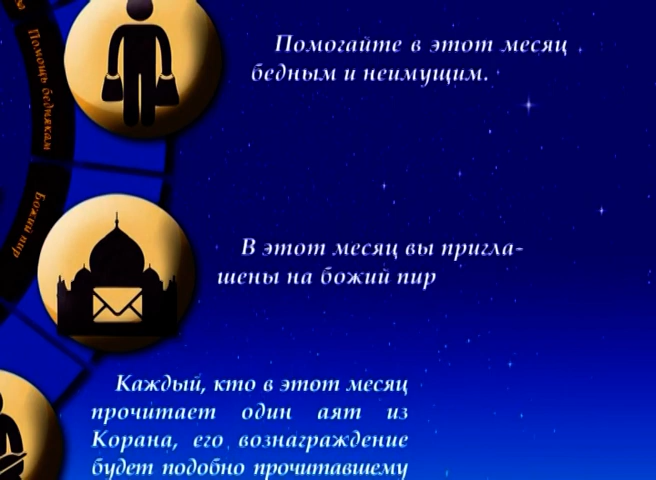 Помощь беднякам
Помогайте в этот месяц
бедным и неимущим.
Божий пир
В этот месяц вы пригла-
шены на божий пир
Каждый, кто в этот месяц
прочитает один аят из
Корана, его вознаграждение
будет подобно прочитавшему